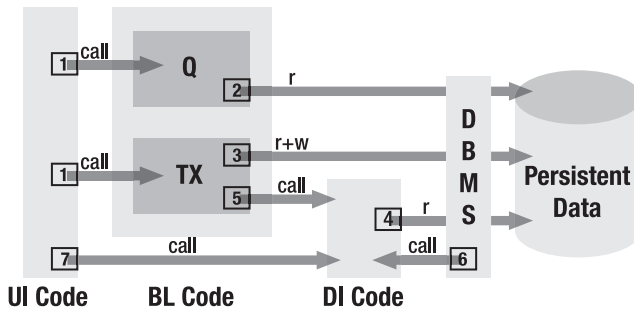 1 call
Q
2 r
D
B
M
S
3 r+w
1 call
TX
5 call
Persistent
Data
4 r
7 call
call 6
UI Code
BL Code
DI Code